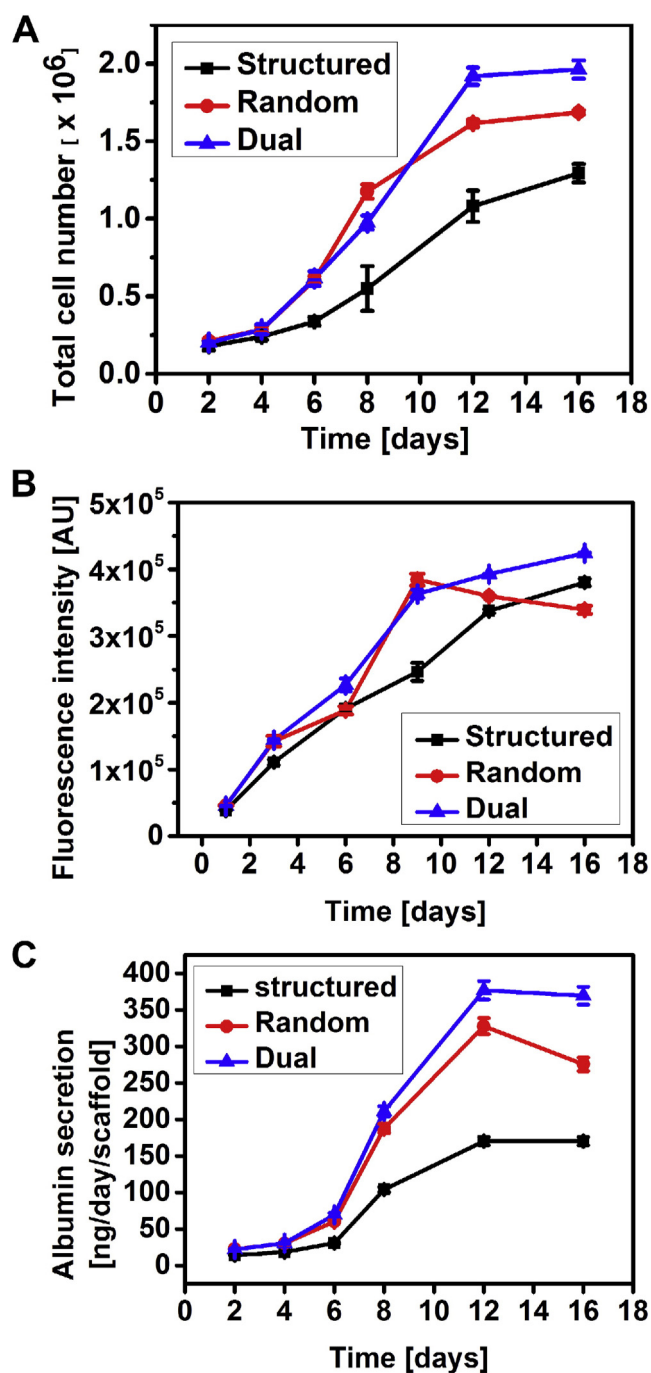 A
Total cell number [ x 10⁶]
2.0
1.5
1.0
0.5
0.0
Structured
Random
Dual
0 2 4 6 8 10 12 14 16 18
Time [days]
B
Fluorescence intensity [AU]
5x10⁵
4x10⁵
3x10⁵
2x10⁵
1x10⁵
0
Structured
Random
Dual
0 2 4 6 8 10 12 14 16 18
Time [days]
C
Albumin secretion
[ng/day/scaffold]
400
350
300
250
200
150
100
50
0
structured
Random
Dual
0 2 4 6 8 10 12 14 16 18
Time [days]